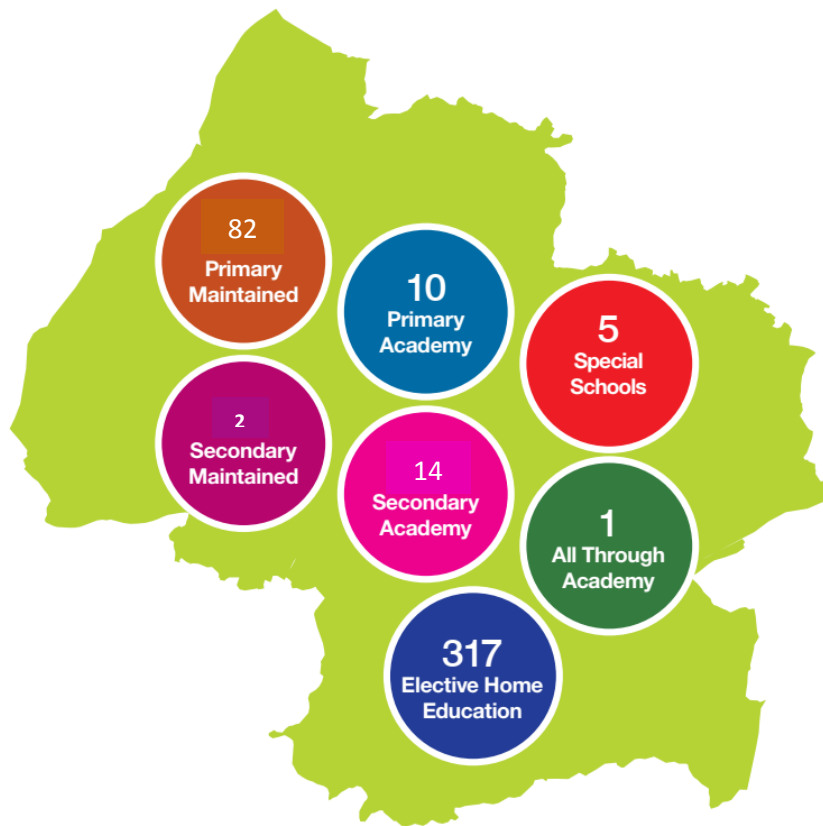 82
Primary
Maintained
10
Primary
Academy
5
Special
Schools
2
Secondary
Maintained
14
Secondary
Academy
1
All Through
Academy
317
Elective Home
Education